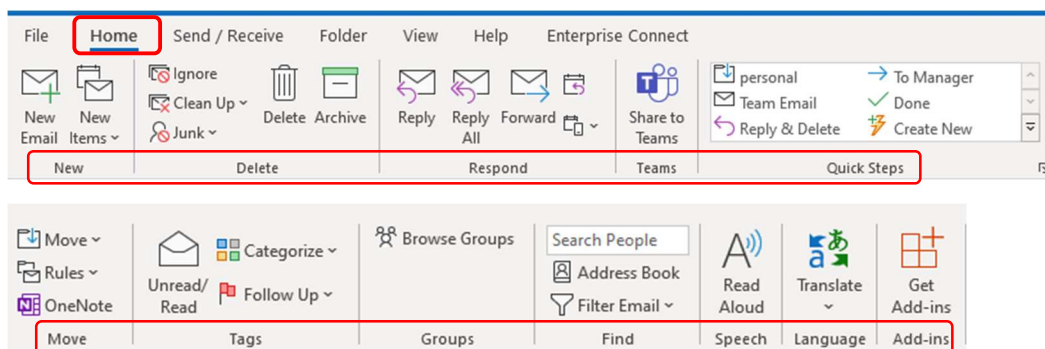 File Home Send / Receive Folder View Help Enterprise Connect
Ignore personal To Manager
Clean Up Team Email Done
New New Delete Archive Reply Reply Forward Share to
Email Items Junk All Teams Reply & Delete Create New
New Delete Respond Teams Quick Steps
Move Categorize Browse Groups Search People
Rules Unread/ Address Book Read Translate Get
OneNote Read Follow Up Filter Email Aloud Add-ins
Move Tags Groups Find Speech Language Add-ins